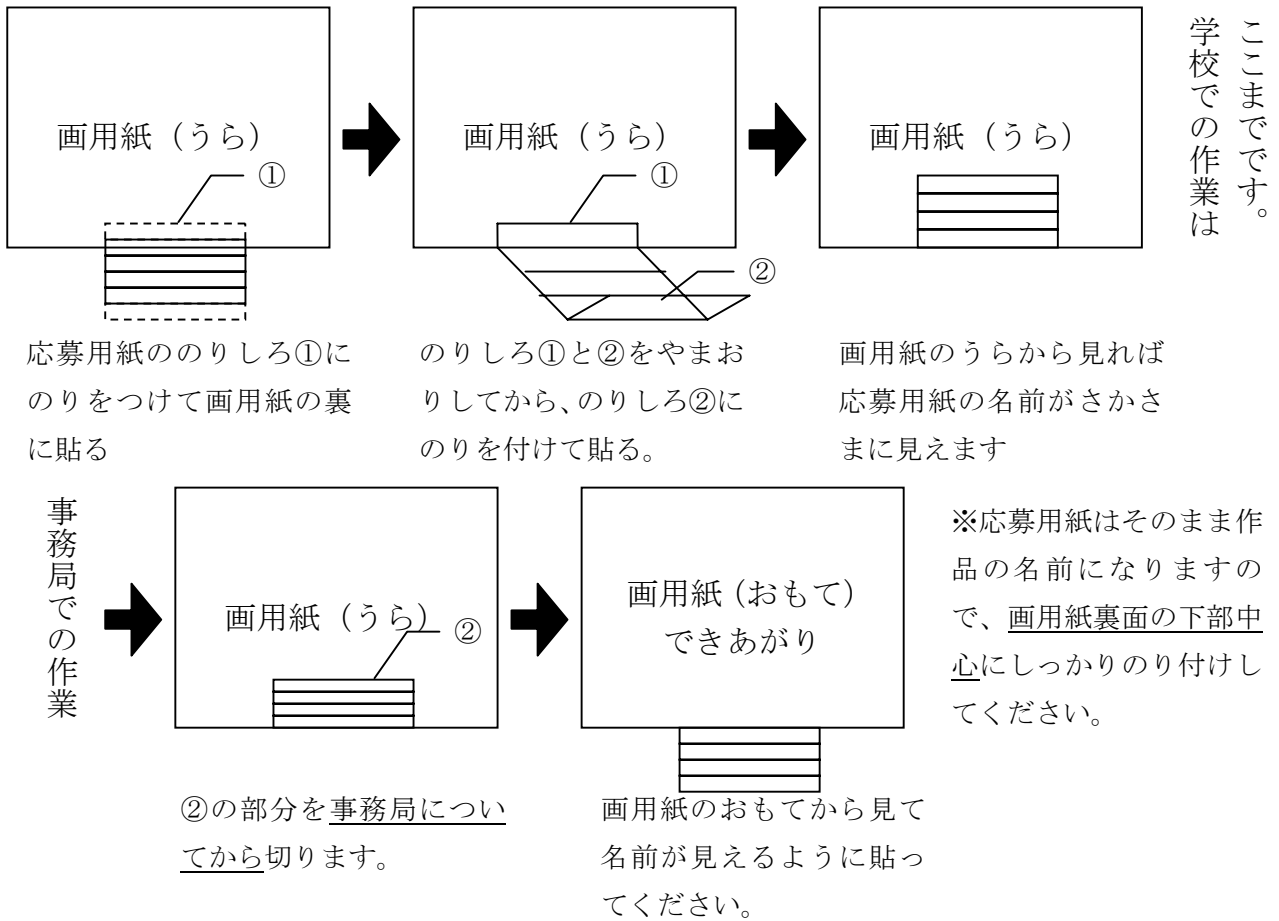 画用紙（うら）
①
画用紙（うら）
①
②
画用紙（うら）
学校での作業は
ここまでです。
応募用紙ののりしろ①に
のりをつけて画用紙の裏
に貼る
のりしろ①と②をやまお
りしてから、のりしろ②に
のりを付けて貼る。
画用紙のうらから見れば
応募用紙の名前がさかさ
まに見えます
事務局での作業
画用紙（うら）
②
画用紙（おもて）
できあがり
※応募用紙はそのまま作
品の名前になりますの
で、画用紙裏面の下部中
心にしっかりのり付けし
てください。
②の部分を事務局につい
てから切ります。
画用紙のおもてから見て
名前が見えるように貼っ
てください。